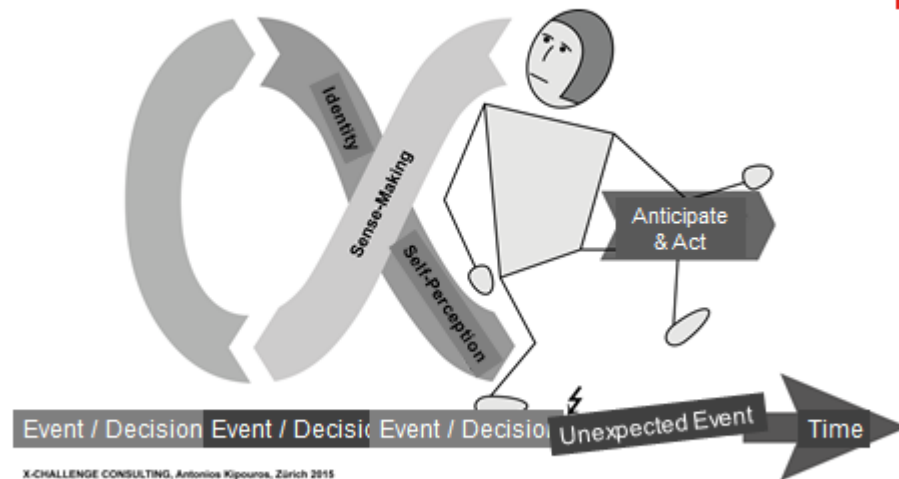 Identity
Sense-Making
Self-Perception
Anticipate
& Act
Event / Decision Event / Decisi Event / Decision Unexpected Event Time
X-CHALLENGE CONSULTING, Antonios Kipouros, Zürich 2015